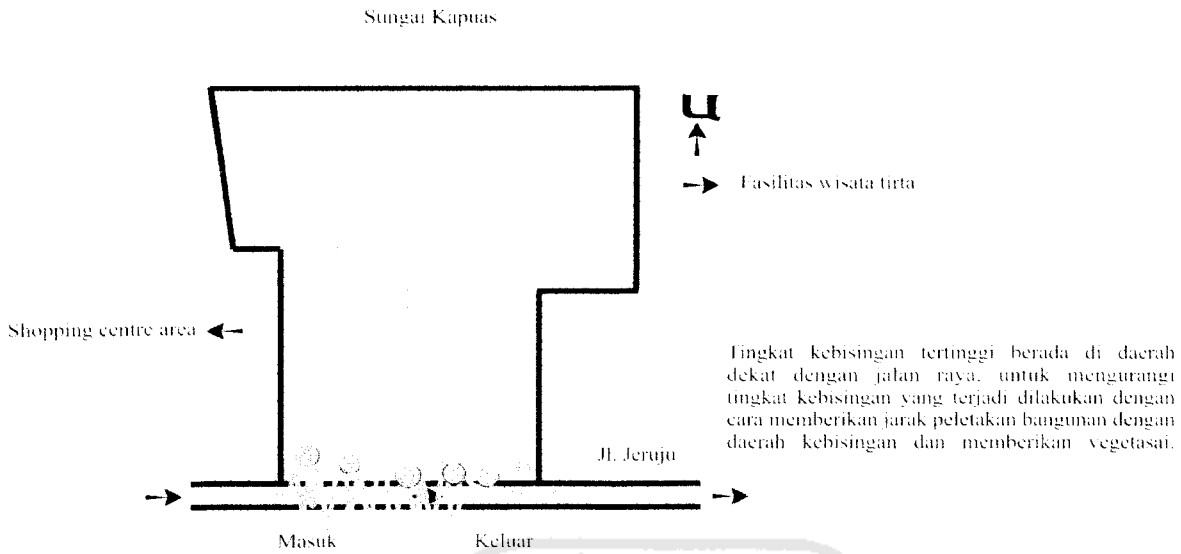 Sungai Kapuas
U
Fasilitas wisata tirta
Shopping centre area
Tingkat kebisingan tertinggi berada di daerah
dekat dengan jalan raya, untuk mengurangi
tingkat kebisingan yang terjadi dilakukan dengan
cara memberikan jarak peletakan bangunan dengan
daerah kebisingan dan memberikan vegetasi.
Jl. Jeruju
Masuk Keluar